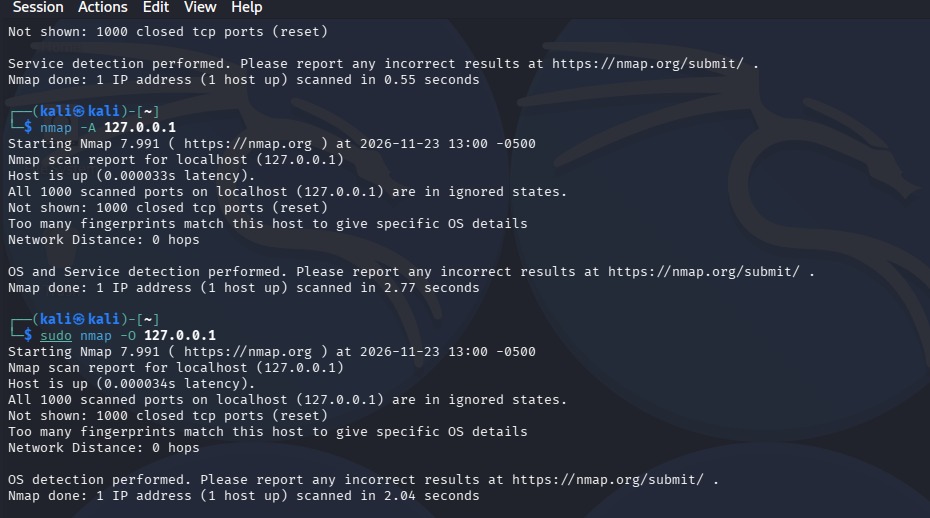 Session Actions Edit View Help
Not shown: 1000 closed tcp ports (reset)
Service detection performed. Please report any incorrect results at https://nmap.org/submit/ .
Nmap done: 1 IP address (1 host up) scanned in 0.55 seconds
┌──(kali㉿kali)-[~]
└─$ nmap -A 127.0.0.1
Starting Nmap 7.991 ( https://nmap.org ) at 2026-11-23 13:00 -0500
Nmap scan report for localhost (127.0.0.1)
Host is up (0.000033s latency).
All 1000 scanned ports on localhost (127.0.0.1) are in ignored states.
Not shown: 1000 closed tcp ports (reset)
Too many fingerprints match this host to give specific OS details
Network Distance: 0 hops
OS and Service detection performed. Please report any incorrect results at https://nmap.org/submit/ .
Nmap done: 1 IP address (1 host up) scanned in 2.77 seconds
┌──(kali㉿kali)-[~]
└─$ sudo nmap -O 127.0.0.1
Starting Nmap 7.991 ( https://nmap.org ) at 2026-11-23 13:00 -0500
Nmap scan report for localhost (127.0.0.1)
Host is up (0.000034s latency).
All 1000 scanned ports on localhost (127.0.0.1) are in ignored states.
Not shown: 1000 closed tcp ports (reset)
Too many fingerprints match this host to give specific OS details
Network Distance: 0 hops
OS detection performed. Please report any incorrect results at https://nmap.org/submit/ .
Nmap done: 1 IP address (1 host up) scanned in 2.04 seconds